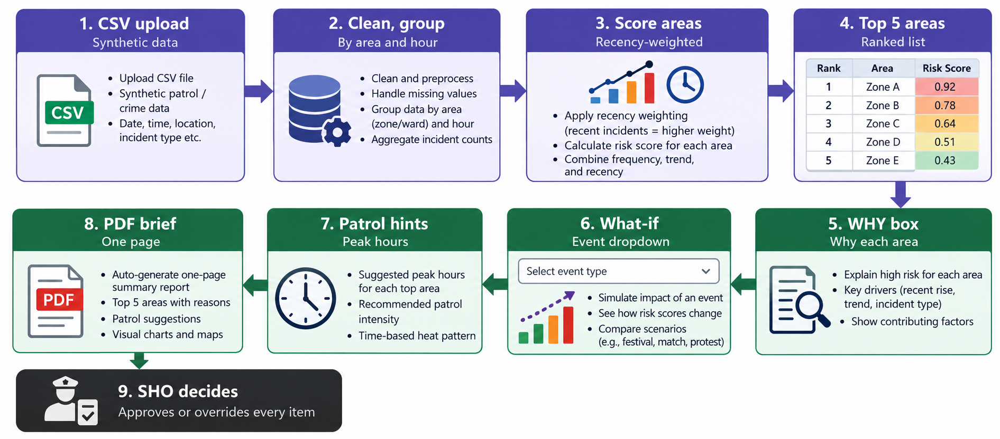 1. CSV upload
Synthetic data
CSV
• Upload CSV file
• Synthetic patrol /
crime data
• Date, time, location,
incident type etc.
2. Clean, group
By area and hour
• Clean and preprocess
• Handle missing values
• Group data by area
(zone/ward) and hour
• Aggregate incident counts
3. Score areas
Recency-weighted
• Apply recency weighting
(recent incidents = higher weight)
• Calculate risk score for each area
• Combine frequency, trend,
and recency
4. Top 5 areas
Ranked list
Rank Area Risk Score
1 Zone A 0.92
2 Zone B 0.78
3 Zone C 0.64
4 Zone D 0.51
5 Zone E 0.43
5. WHY box
Why each area
• Explain high risk for each area
• Key drivers (recent rise,
trend, incident type)
• Show contributing factors
6. What-if
Event dropdown
Select event type
• Simulate impact of an event
• See how risk scores change
• Compare scenarios
(e.g., festival, match, protest)
7. Patrol hints
Peak hours
• Suggested peak hours
for each top area
• Recommended patrol
intensity
• Time-based heat pattern
8. PDF brief
One page
PDF
• Auto-generate one-page
summary report
• Top 5 areas with reasons
• Patrol suggestions
• Visual charts and maps
9. SHO decides
Approves or overrides every item